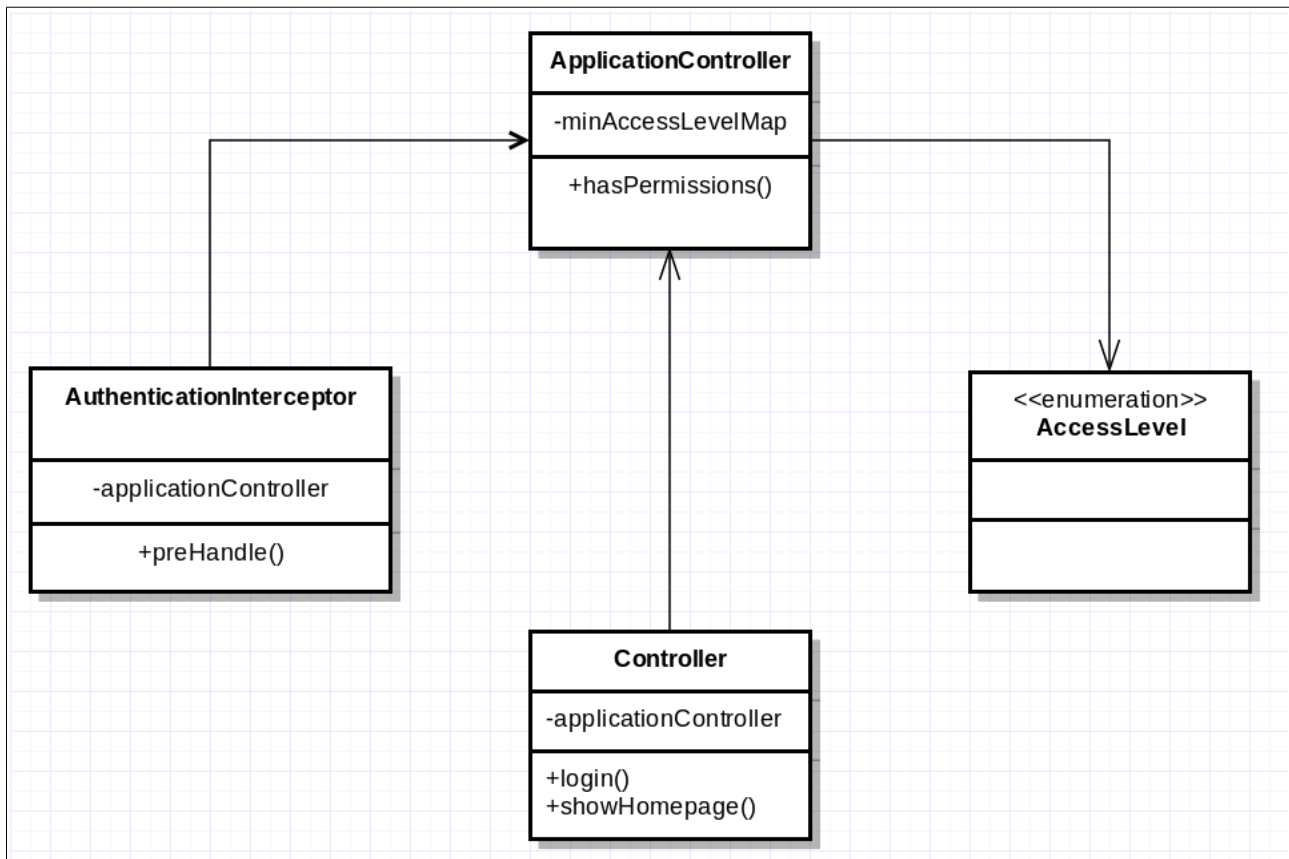 ApplicationController
-minAccessLevelMap
+hasPermissions()
AuthenticationInterceptor
-applicationController
+preHandle()
<<enumeration>>
AccessLevel
Controller
-applicationController
+login()
+showHomepage()